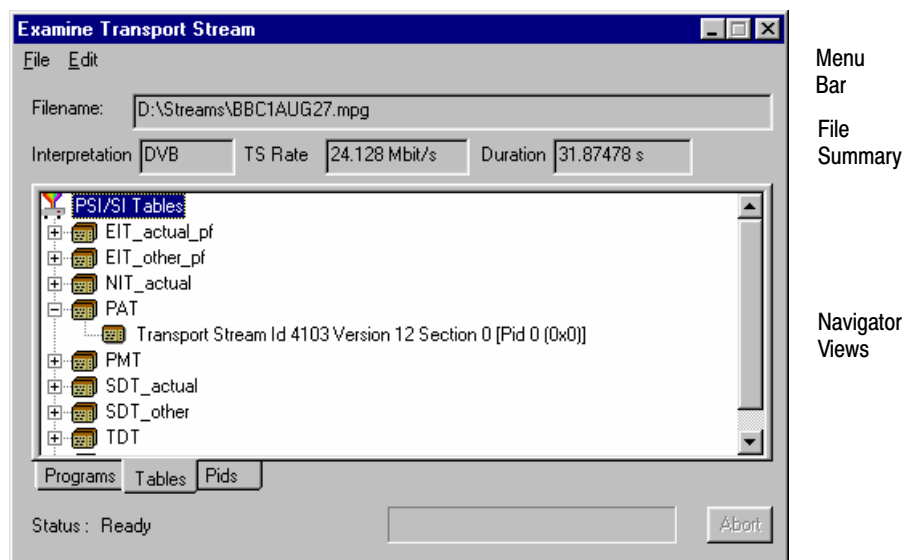 Examine Transport Stream
File Edit
Menu
Bar
Filename: D:\Streams\BBC1AUG27.mpg
File
Summary
Interpretation DVB TS Rate 24.128 Mbit/s Duration 31.87478 s
PSI/SI Tables
EIT_actual_pf
EIT_other_pf
NIT_actual
PAT
Transport Stream Id 4103 Version 12 Section 0 [Pid 0 (0x0)]
Navigator
Views
PMT
SDT_actual
SDT_other
TDT
Programs Tables Pids
Status : Ready Abort